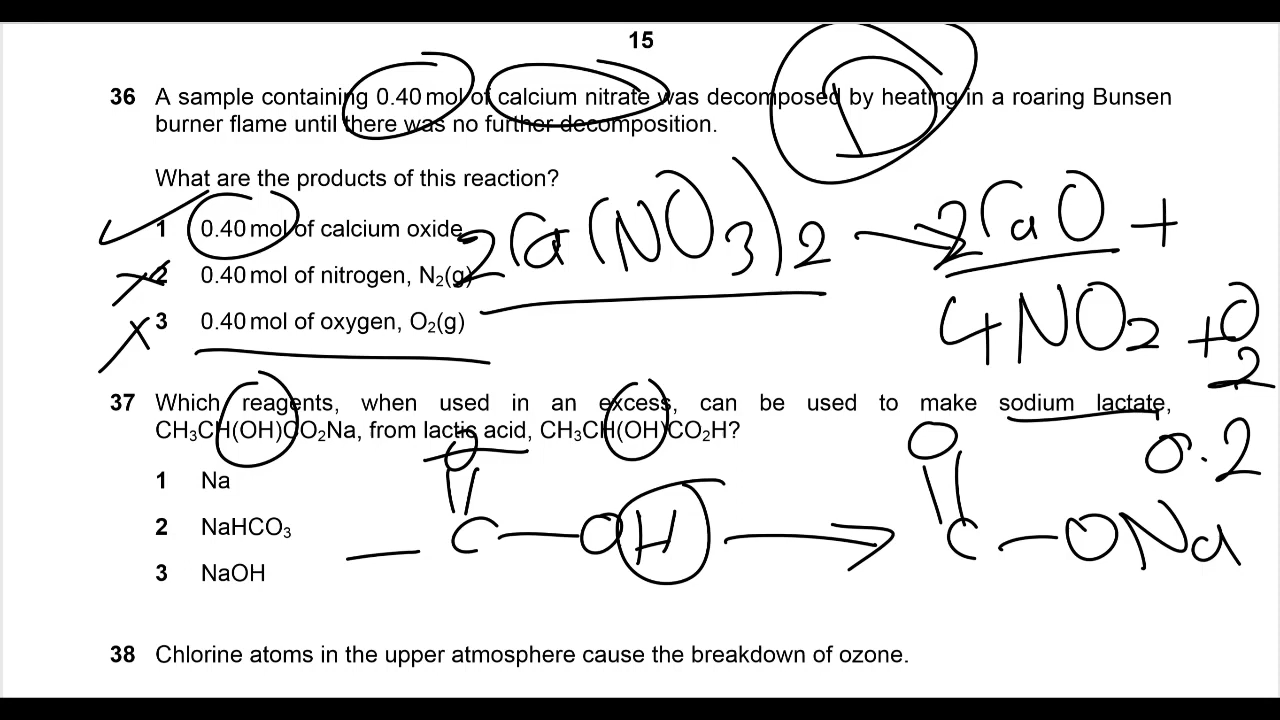 15
36 A sample containing 0.40 mol of calcium nitrate was decomposed by heating in a roaring Bunsen
burner flame until there was no further decomposition.
D
What are the products of this reaction?
1 0.40 mol of calcium oxide
2 0.40 mol of nitrogen, N₂(g)
3 0.40 mol of oxygen, O₂(g)
2Ca(NO₃)₂ → 2CaO +
4NO₂ + O₂
37 Which reagents, when used in an excess, can be used to make sodium lactate,
CH₃CH(OH)CO₂Na, from lactic acid, CH₃CH(OH)CO₂H?
0.2
1 Na
2 NaHCO₃
3 NaOH
O O
C—OH → C—ONa
38 Chlorine atoms in the upper atmosphere cause the breakdown of ozone.